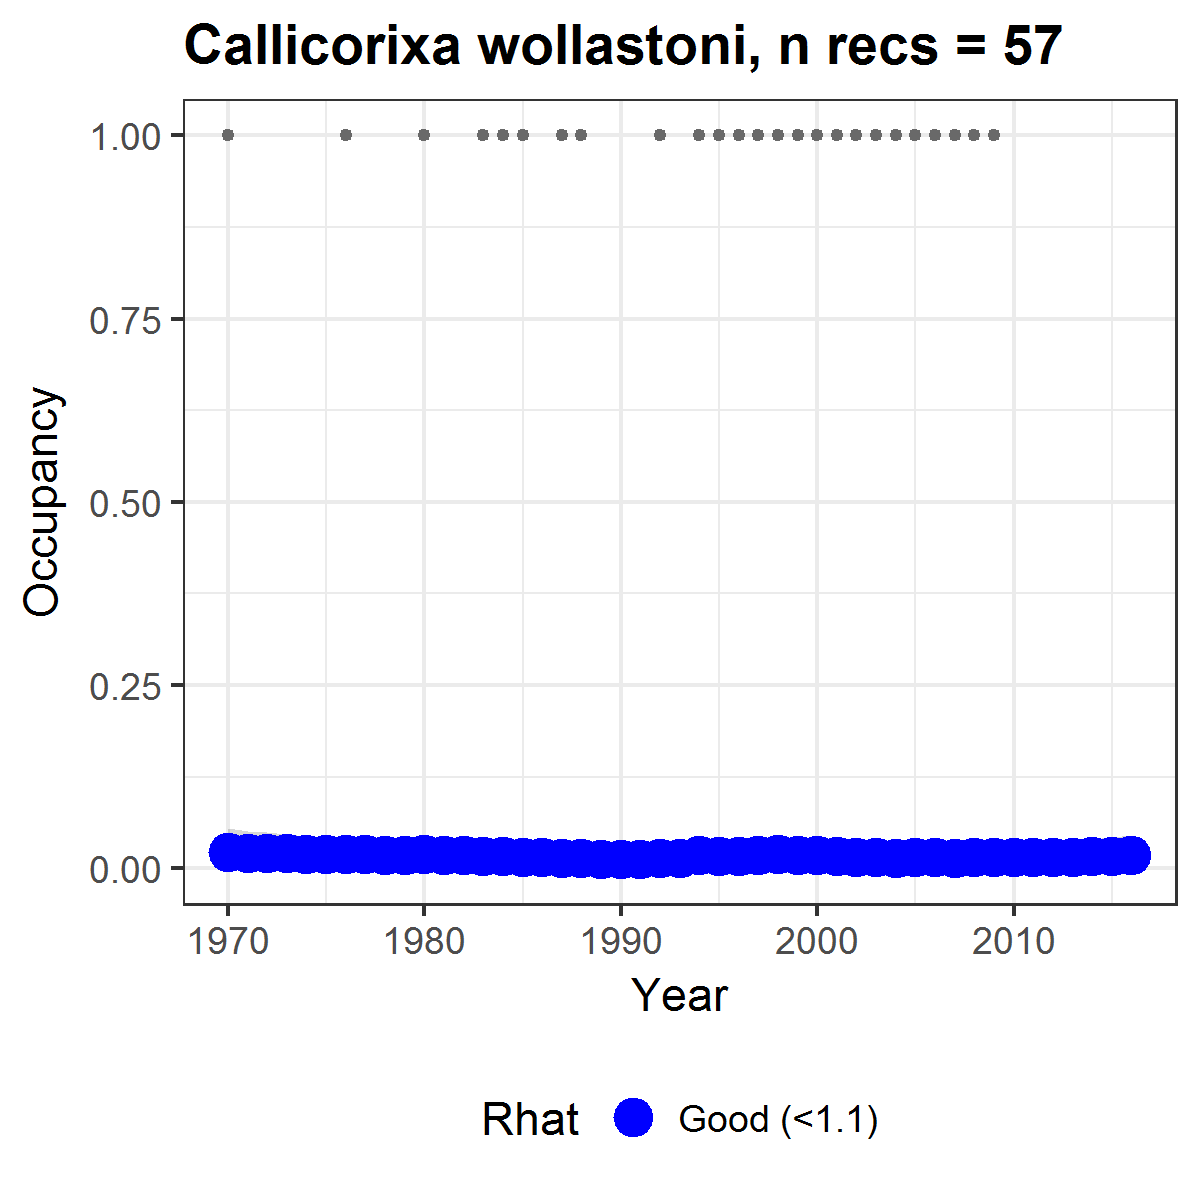 Callicorixa wollastoni, n recs = 57
1.00
0.75
0.50
0.25
0.00
Occupancy
1970 1980 1990 2000 2010
Year
Rhat Good (<1.1)